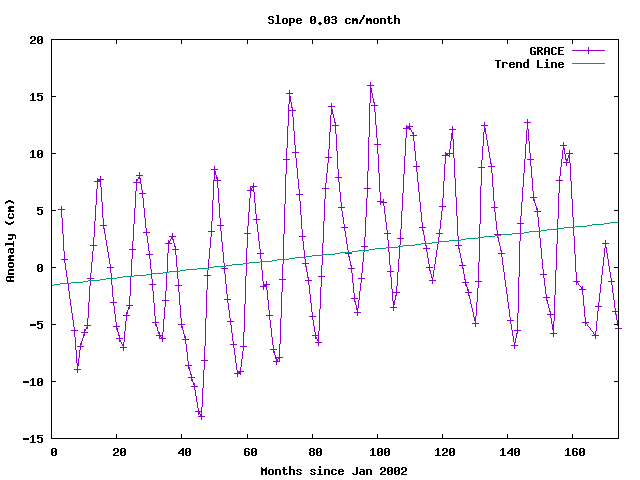 Slope 0.03 cm/month
GRACE
Trend Line
20
15
10
5
0
-5
-10
-15
Anomaly (cm)
0 20 40 60 80 100 120 140 160
Months since Jan 2002